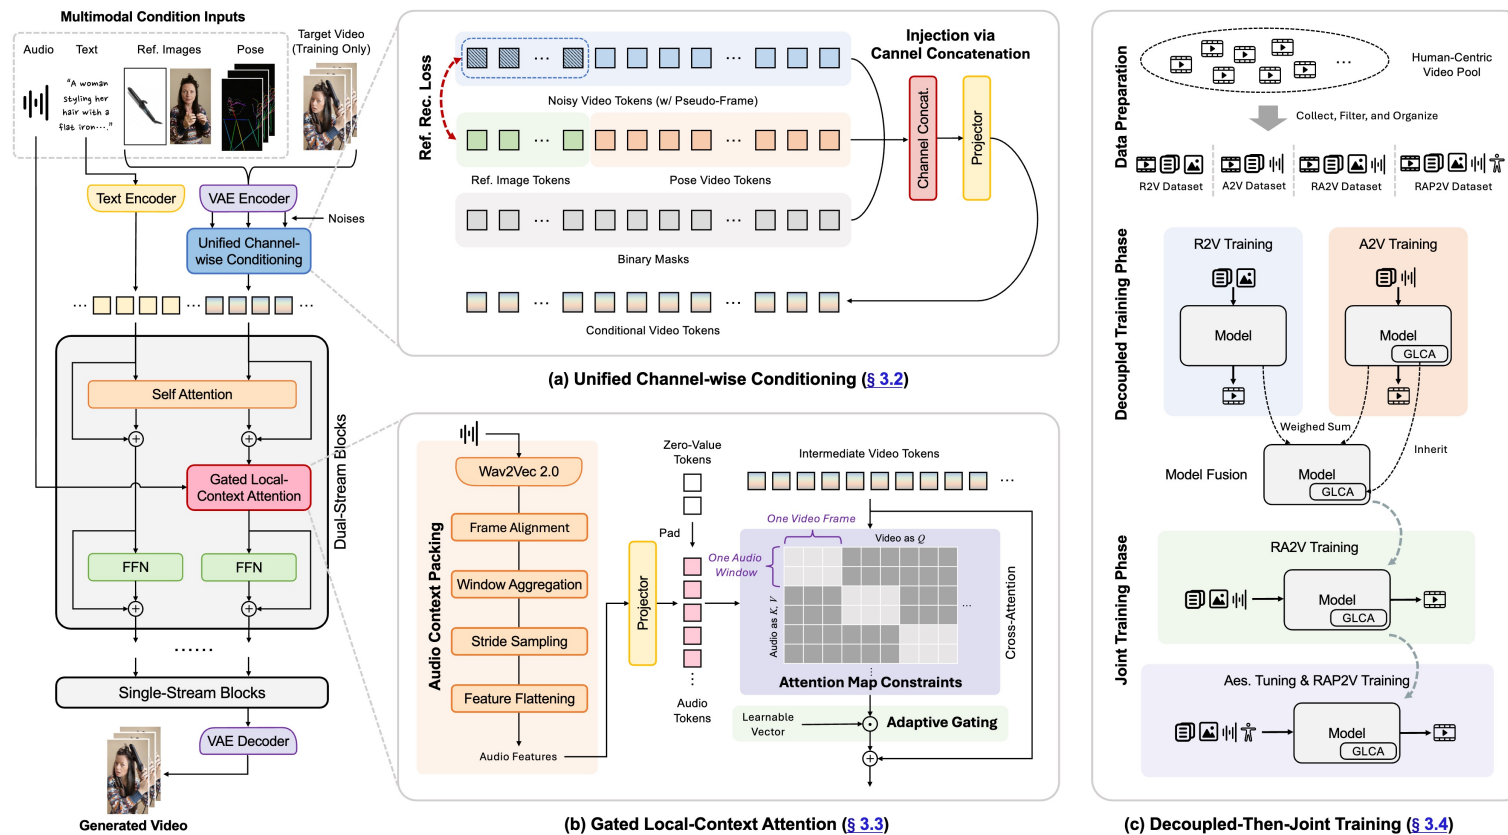 Multimodal Condition Inputs
Audio
Text
Ref. Images
Pose
Target Video
(Training Only)
"A woman
styling her
hair with a
flat iron...."
Text Encoder
VAE Encoder
Noises
Unified Channel-
wise Conditioning
Self Attention
Gated Local-
Context Attention
FFN
FFN
Dual-Stream Blocks
Single-Stream Blocks
VAE Decoder
Generated Video
Ref. Rec. Loss
Noisy Video Tokens (w/ Pseudo-Frame)
Ref. Image Tokens
Pose Video Tokens
Binary Masks
Conditional Video Tokens
Injection via
Cannel Concatenation
Channel Concat.
Projector
(a) Unified Channel-wise Conditioning (§ 3.2)
Audio Context Packing
Wav2Vec 2.0
Frame Alignment
Window Aggregation
Stride Sampling
Feature Flattening
Audio Features
Projector
Zero-Value
Tokens
Pad
Audio
Tokens
Intermediate Video Tokens
One Video Frame
Video as Q
One Audio
Window
Audio as K, V
Cross-Attention
Attention Map Constraints
Learnable
Vector
Adaptive Gating
(b) Gated Local-Context Attention (§ 3.3)
Data Preparation
Human-Centric
Video Pool
Collect, Filter, and Organize
R2V Dataset
A2V Dataset
RA2V Dataset
RAP2V Dataset
Decoupled Training Phase
R2V Training
Model
A2V Training
Model
GLCA
Weighed Sum
Inherit
Model Fusion
Model
GLCA
Joint Training Phase
RA2V Training
Model
GLCA
Aes. Tuning & RAP2V Training
Model
GLCA
(c) Decoupled-Then-Joint Training (§ 3.4)